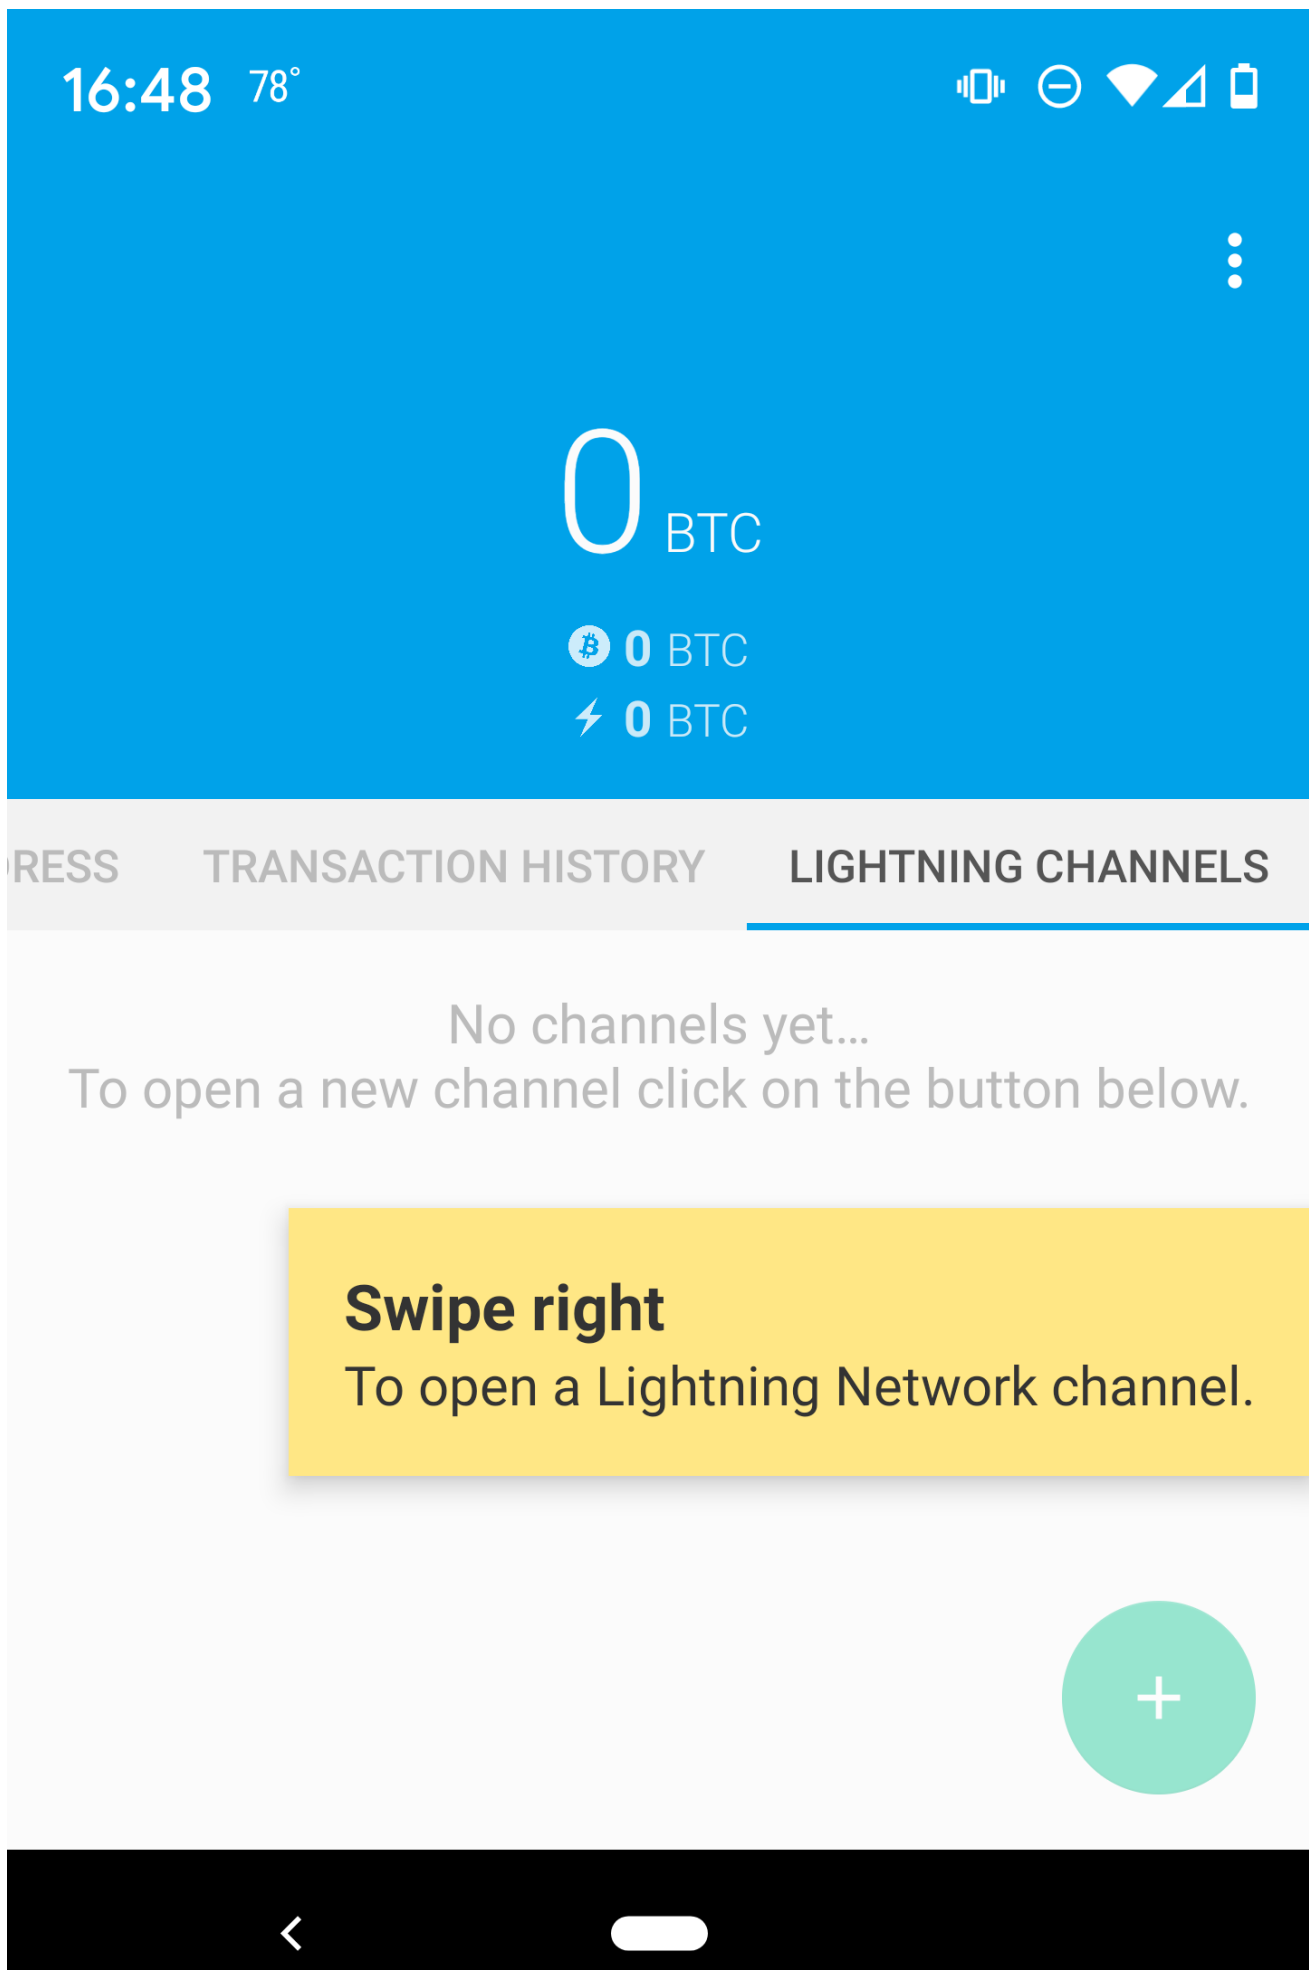 16:48 78°
0 BTC
0 BTC
0 BTC
DRESS TRANSACTION HISTORY LIGHTNING CHANNELS
No channels yet...
To open a new channel click on the button below.
Swipe right
To open a Lightning Network channel.
+